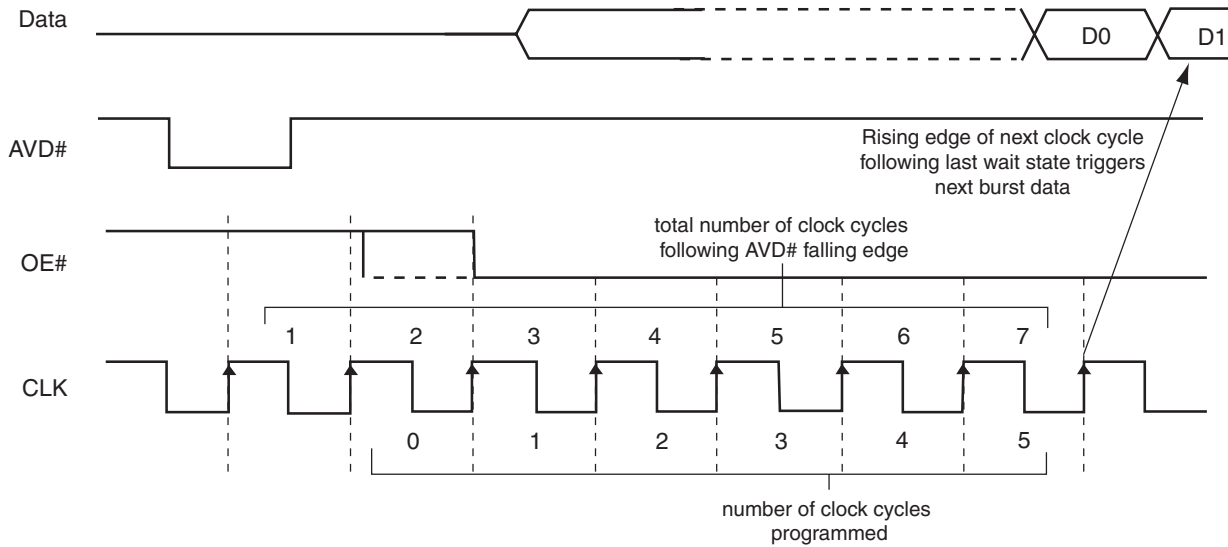 Data
D0
D1
AVD#
Rising edge of next clock cycle
following last wait state triggers
next burst data
total number of clock cycles
following AVD# falling edge
OE#
1 2 3 4 5 6 7
CLK
0 1 2 3 4 5
number of clock cycles
programmed